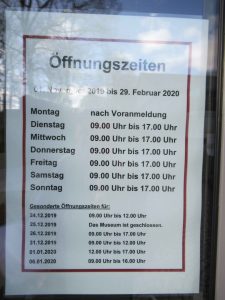 Öffnungszeiten
2019 bis 29. Februar 2020
Montag nach Voranmeldung
Dienstag 09.00 Uhr bis 17.00 Uhr
Mittwoch 09.00 Uhr bis 17.00 Uhr
Donnerstag 09.00 Uhr bis 17.00 Uhr
Freitag 09.00 Uhr bis 17.00 Uhr
Samstag 09.00 Uhr bis 17.00 Uhr
Sonntag 09.00 Uhr bis 17.00 Uhr
Gesonderte Öffnungszeiten für:
24.12.2019 09.00 Uhr bis 12.00 Uhr
25.12.2019 Das Museum ist geschlossen.
26.12.2019 09.00 Uhr bis 17.00 Uhr
31.12.2019 09.00 Uhr bis 12.00 Uhr
01.01.2020 12.00 Uhr bis 17.00 Uhr
06.01.2020 09.00 Uhr bis